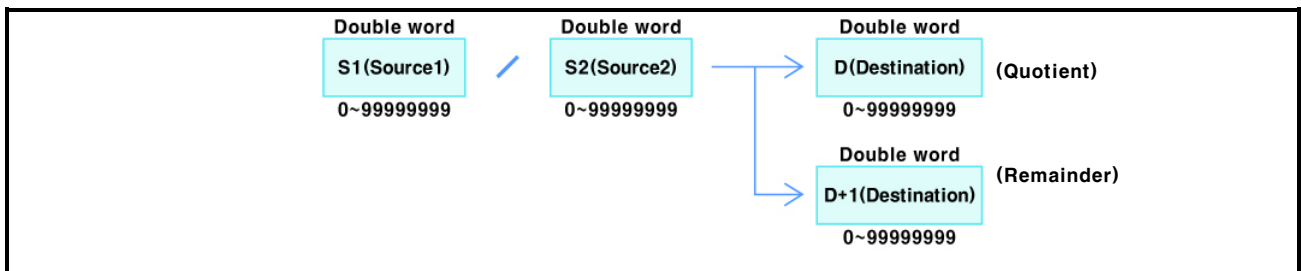 Double word Double word Double word
S1(Source1) / S2(Source2) D(Destination) (Quotient)
0~99999999 0~99999999 0~99999999
Double word
D+1(Destination) (Remainder)
0~99999999